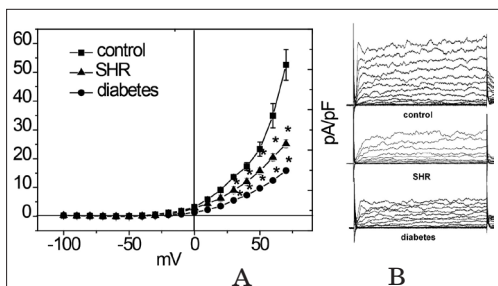 60
50
40
30
20
10
0
control
SHR
diabetes
* * * * * * * * *
-100 -50 0 50
mV
A
pA/pF
control
SHR
diabetes
B